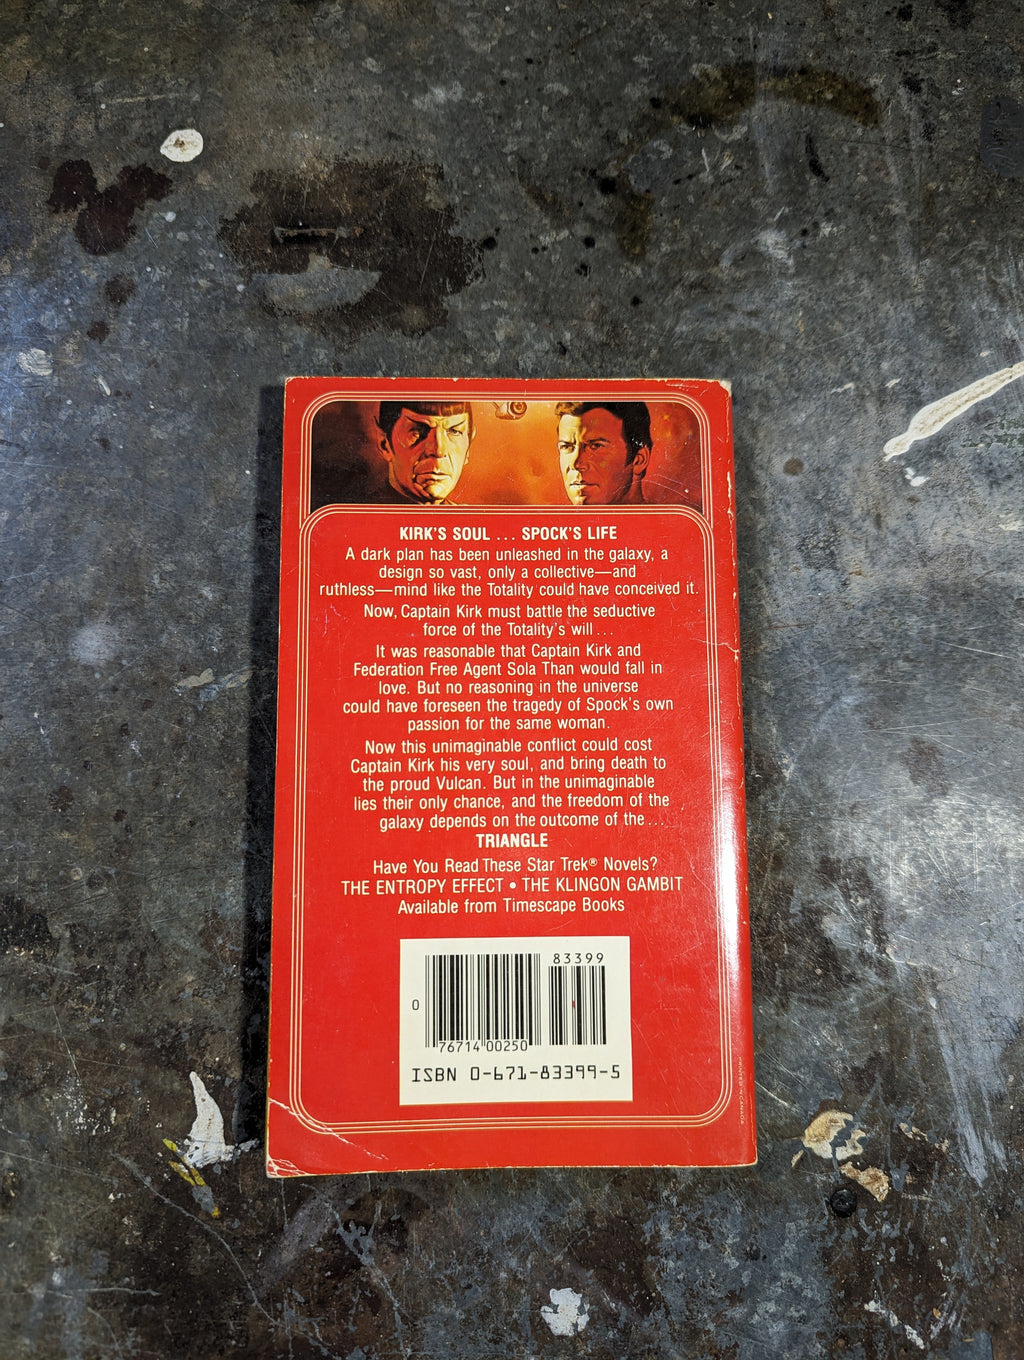 KIRK'S SOUL ... SPOCK'S LIFE
A dark plan has been unleashed in the galaxy, a
design so vast, only a collective—and
ruthless—mind like the Totality could have conceived it.
Now, Captain Kirk must battle the seductive
force of the Totality's will...
It was reasonable that Captain Kirk and
Federation Free Agent Sola Than would fall in
love. But no reasoning in the universe
could have foreseen the tragedy of Spock's own
passion for the same woman.
Now this unimaginable conflict could cost
Captain Kirk his very soul, and bring death to
the proud Vulcan. But in the unimaginable
lies their only chance, and the freedom of the
galaxy depends on the outcome of the...
TRIANGLE
Have You Read These Star Trek® Novels?
THE ENTROPY EFFECT • THE KLINGON GAMBIT
Available from Timescape Books
83399
0
76714 00250
ISBN 0-671-83399-5
PRINTED IN CANADA